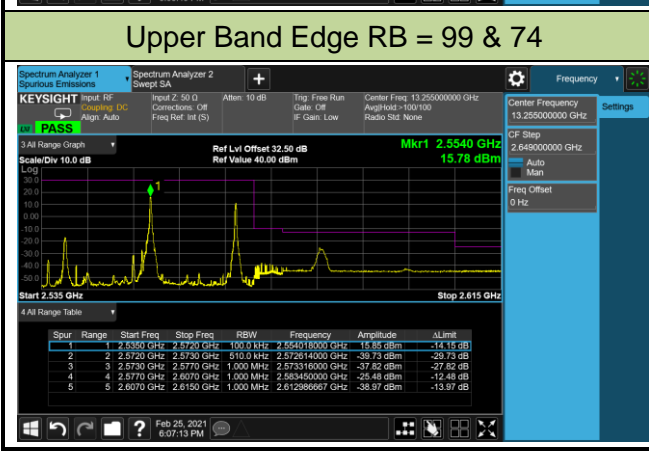 Upper Band Edge RB = 99 & 74
Spectrum Analyzer 1
Spurious Emissions
Spectrum Analyzer 2
Swept SA
Frequency
KEYSIGHT
Input: RF
Coupling: DC
Align: Auto
Input Z: 50 Ω
Corrections: Off
Freq Ref: Int (S)
Atten: 10 dB
Trig: Free Run
Gate: Off
IF Gain: Low
Center Freq: 13.255000000 GHz
Avg|Hold:>100/100
Radio Std: None
PASS
Center Frequency
13.255000000 GHz
Settings
CF Step
2.649000000 GHz
Auto
Man
Freq Offset
0 Hz
3 All Range Graph
Scale/Div 10.0 dB
Ref Lvl Offset 32.50 dB
Ref Value 40.00 dBm
Mkr1 2.5540 GHz
15.78 dBm
Log
30.0
20.0
10.0
0.00
-10.0
-20.0
-30.0
-40.0
-50.0
1
Start 2.535 GHz
Stop 2.615 GHz
4 All Range Table
Spur Range Start Freq Stop Freq RBW Frequency Amplitude ΔLimit
1 1 2.5350 GHz 2.5720 GHz 100.0 kHz 2.554018000 GHz 15.85 dBm -14.15 dB
2 2 2.5720 GHz 2.5730 GHz 510.0 kHz 2.572614000 GHz -39.73 dBm -29.73 dB
3 3 2.5730 GHz 2.5770 GHz 1.000 MHz 2.573316000 GHz -37.82 dBm -27.82 dB
4 4 2.5770 GHz 2.6070 GHz 1.000 MHz 2.583450000 GHz -25.48 dBm -12.48 dB
5 5 2.6070 GHz 2.6150 GHz 1.000 MHz 2.612986667 GHz -38.97 dBm -13.97 dB
Feb 25, 2021
6:07:13 PM